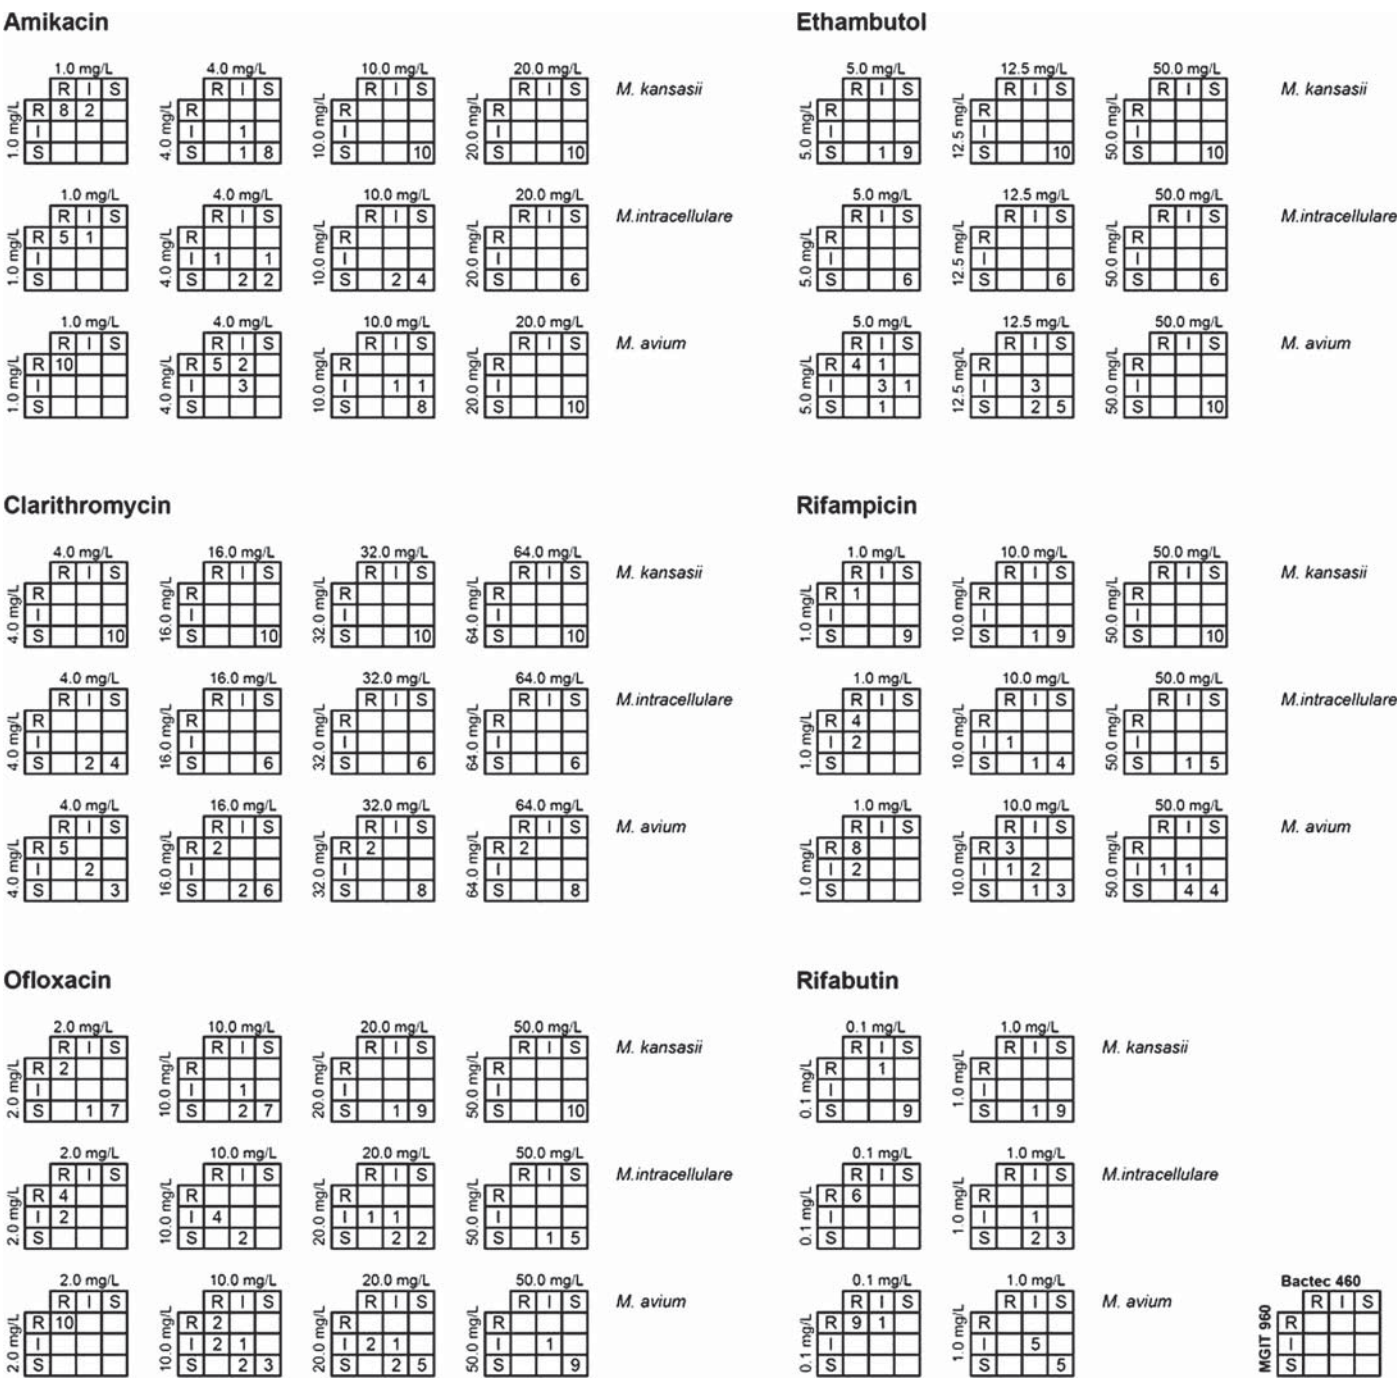 Amikacin
1.0 mg/L 4.0 mg/L 10.0 mg/L 20.0 mg/L
R I S R I S R I S R I S M. kansasii
1.0 mg/L 4.0 mg/L 10.0 mg/L 20.0 mg/L
R 8 2 R R R
I I 1 I I
S S 1 8 S 10 S 10
1.0 mg/L 4.0 mg/L 10.0 mg/L 20.0 mg/L
R I S R I S R I S R I S M.intracellulare
1.0 mg/L 4.0 mg/L 10.0 mg/L 20.0 mg/L
R 5 1 R R R
I I 1 1 I I
S S 2 2 S 2 4 S 6
1.0 mg/L 4.0 mg/L 10.0 mg/L 20.0 mg/L
R I S R I S R I S R I S M. avium
1.0 mg/L 4.0 mg/L 10.0 mg/L 20.0 mg/L
R 10 R 5 2 R R
I I 3 I 1 1 I
S S S 8 S 10
Ethambutol
5.0 mg/L 12.5 mg/L 50.0 mg/L
R I S R I S R I S M. kansasii
5.0 mg/L 12.5 mg/L 50.0 mg/L
R R R
I I I
S 1 9 S 10 S 10
5.0 mg/L 12.5 mg/L 50.0 mg/L
R I S R I S R I S M.intracellulare
5.0 mg/L 12.5 mg/L 50.0 mg/L
R R R
I I I
S 6 S 6 S 6
5.0 mg/L 12.5 mg/L 50.0 mg/L
R I S R I S R I S M. avium
5.0 mg/L 12.5 mg/L 50.0 mg/L
R 4 1 R R
I 3 1 I 3 I
S 1 S 2 5 S 10
Clarithromycin
4.0 mg/L 16.0 mg/L 32.0 mg/L 64.0 mg/L
R I S R I S R I S R I S M. kansasii
4.0 mg/L 16.0 mg/L 32.0 mg/L 64.0 mg/L
R R R R
I I I I
S 10 S 10 S 10 S 10
4.0 mg/L 16.0 mg/L 32.0 mg/L 64.0 mg/L
R I S R I S R I S R I S M.intracellulare
4.0 mg/L 16.0 mg/L 32.0 mg/L 64.0 mg/L
R R R R
I I I I
S 2 4 S 6 S 6 S 6
4.0 mg/L 16.0 mg/L 32.0 mg/L 64.0 mg/L
R I S R I S R I S R I S M. avium
4.0 mg/L 16.0 mg/L 32.0 mg/L 64.0 mg/L
R 5 R 2 R 2 R 2
I 2 I I I
S 3 S 2 6 S 8 S 8
Rifampicin
1.0 mg/L 10.0 mg/L 50.0 mg/L
R I S R I S R I S M. kansasii
1.0 mg/L 10.0 mg/L 50.0 mg/L
R 1 R R
I I I
S 9 S 1 9 S 10
1.0 mg/L 10.0 mg/L 50.0 mg/L
R I S R I S R I S M.intracellulare
1.0 mg/L 10.0 mg/L 50.0 mg/L
R 4 R R
I 2 I 1 I
S S 1 4 S 1 5
1.0 mg/L 10.0 mg/L 50.0 mg/L
R I S R I S R I S M. avium
1.0 mg/L 10.0 mg/L 50.0 mg/L
R 8 R 3 R
I 2 I 1 2 I 1 1
S S 1 3 S 4 4
Ofloxacin
2.0 mg/L 10.0 mg/L 20.0 mg/L 50.0 mg/L
R I S R I S R I S R I S M. kansasii
2.0 mg/L 10.0 mg/L 20.0 mg/L 50.0 mg/L
R 2 R R R
I I 1 I I
S 1 7 S 2 7 S 1 9 S 10
2.0 mg/L 10.0 mg/L 20.0 mg/L 50.0 mg/L
R I S R I S R I S R I S M.intracellulare
2.0 mg/L 10.0 mg/L 20.0 mg/L 50.0 mg/L
R 4 R R R
I 2 I 4 I 1 1 I
S S 2 S 2 2 S 1 5
2.0 mg/L 10.0 mg/L 20.0 mg/L 50.0 mg/L
R I S R I S R I S R I S M. avium
2.0 mg/L 10.0 mg/L 20.0 mg/L 50.0 mg/L
R 10 R 2 R R
I I 2 1 I 2 1 I 1
S S 2 3 S 2 5 S 9
Rifabutin
0.1 mg/L 1.0 mg/L
R I S R I S M. kansasii
0.1 mg/L 1.0 mg/L
R 1 R
I I
S 9 S 1 9
0.1 mg/L 1.0 mg/L
R I S R I S M.intracellulare
0.1 mg/L 1.0 mg/L
R 6 R
I I 1
S S 2 3
0.1 mg/L 1.0 mg/L
R I S R I S M. avium
0.1 mg/L 1.0 mg/L
R 9 1 R
I I 5
S S 5
Bactec 460
R I S
MGIT 960
R
I
S